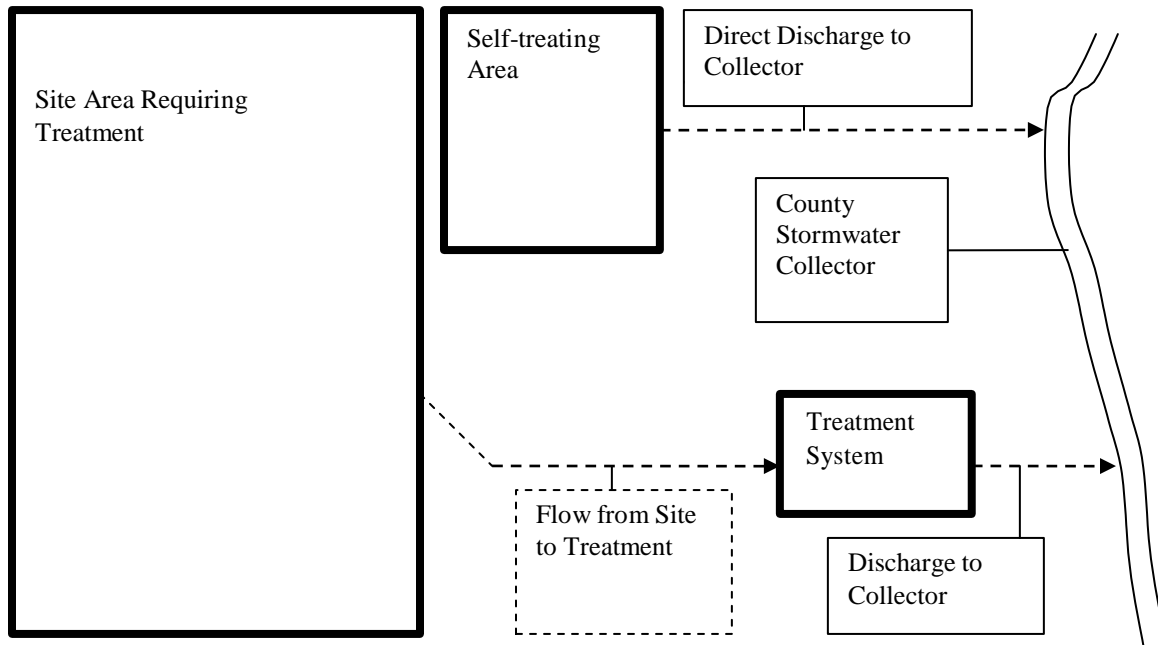 Site Area Requiring
Treatment
Self-treating
Area
Direct Discharge to
Collector
County
Stormwater
Collector
Treatment
System
Flow from Site
to Treatment
Discharge to
Collector